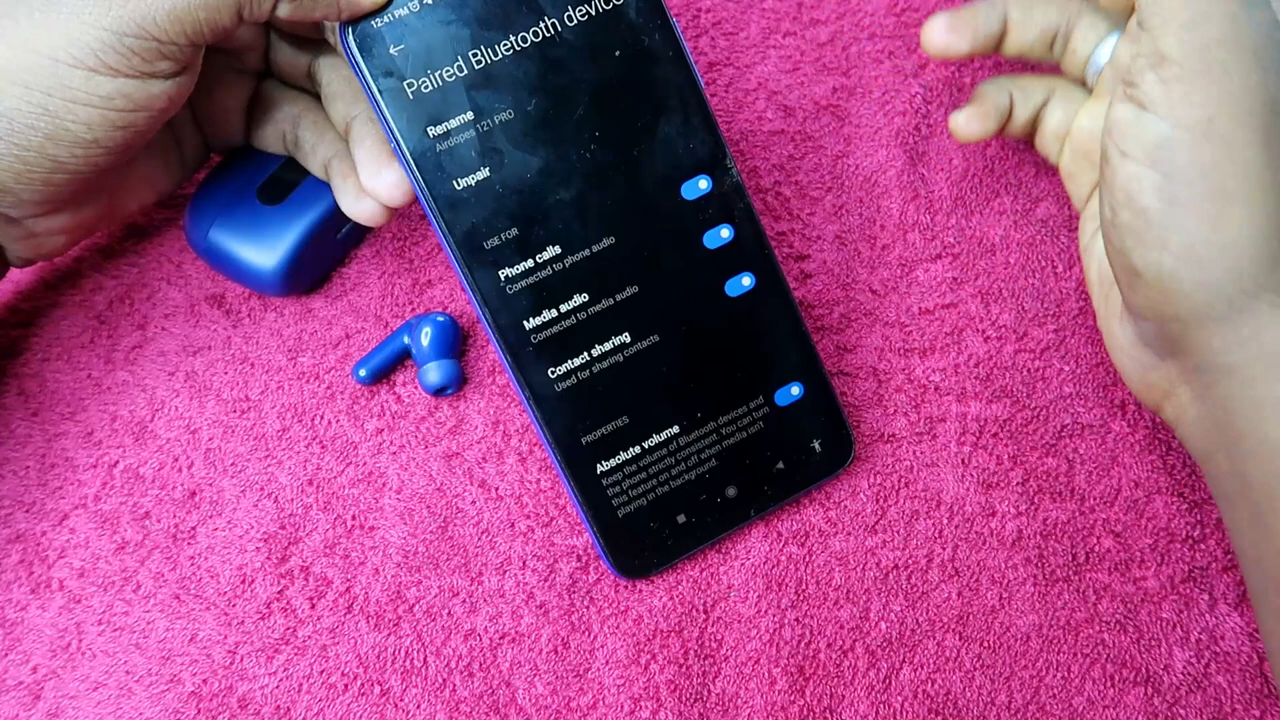 12:41 PM
Paired Bluetooth device
Rename
Airdopes 121 PRO
Unpair
USE FOR
Phone calls
Connected to phone audio
Media audio
Connected to media audio
Contact sharing
Used for sharing contacts
PROPERTIES
Absolute volume
Keep the volume of Bluetooth devices and
the phone strictly consistent. You can turn
this feature on and off when media isn't
playing in the background.